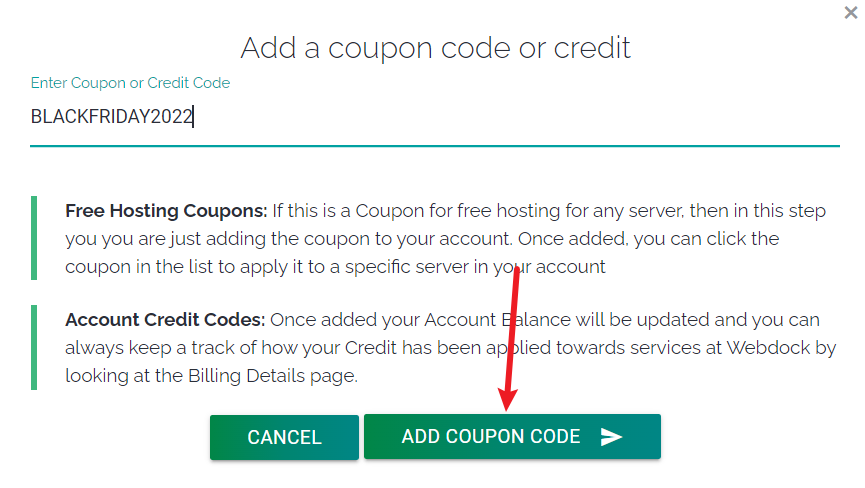 Add a coupon code or credit
Enter Coupon or Credit Code
BLACKFRIDAY2022
Free Hosting Coupons: If this is a Coupon for free hosting for any server, then in this step
you you are just adding the coupon to your account. Once added, you can click the
coupon in the list to apply it to a specific server in your account
Account Credit Codes: Once added your Account Balance will be updated and you can
always keep a track of how your Credit has been applied towards services at Webdock by
looking at the Billing Details page.
CANCEL
ADD COUPON CODE